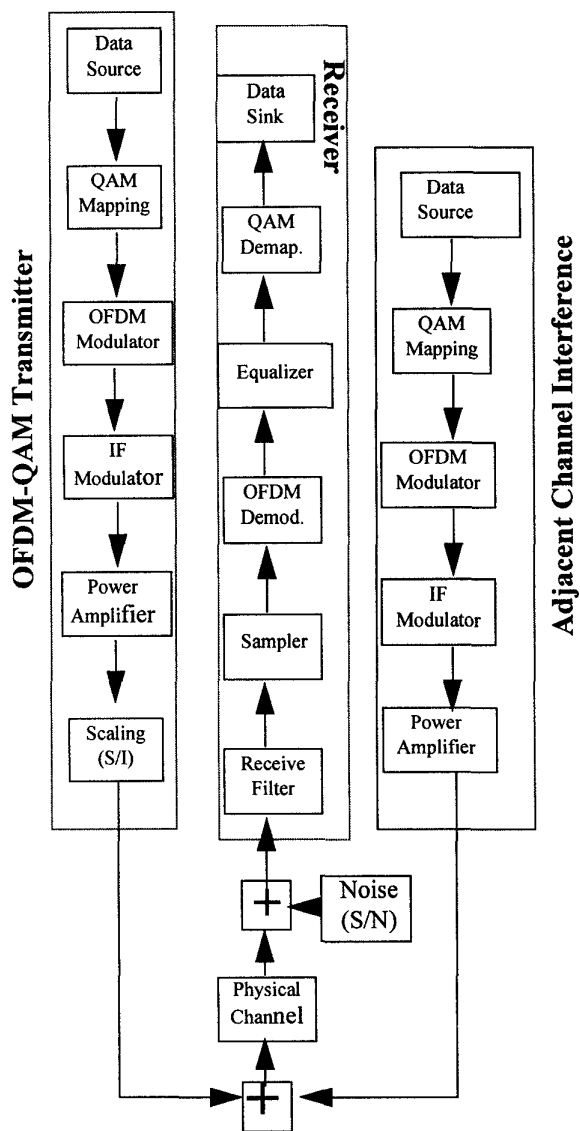 OFDM-QAM Transmitter
Data
Source
QAM
Mapping
OFDM
Modulator
IF
Modulator
Power
Amplifier
Scaling
(S/I)
Receiver
Data
Sink
QAM
Demap.
Equalizer
OFDM
Demod.
Sampler
Receive
Filter
+
Noise
(S/N)
Physical
Channel
+
Adjacent Channel Interference
Data
Source
QAM
Mapping
OFDM
Modulator
IF
Modulator
Power
Amplifier